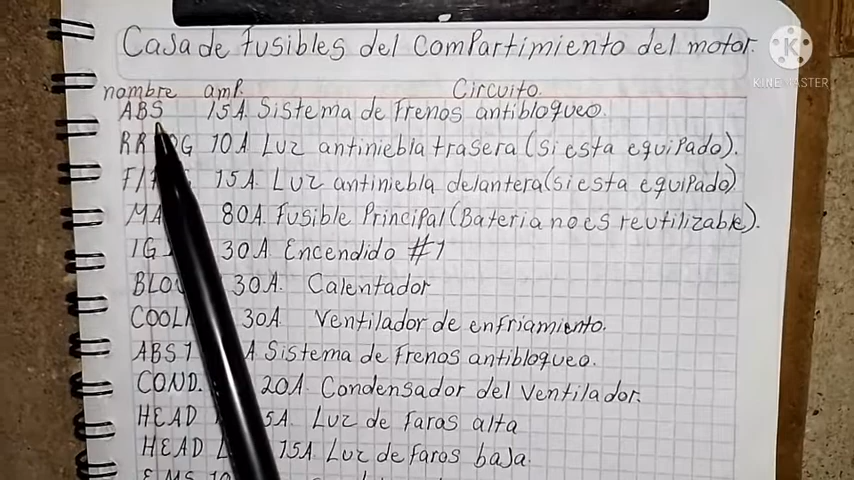 Casa de fusibles del compartimiento del motor.
KINEMASTER
nombre amp. Circuito.
ABS 15A. Sistema de frenos antibloqueo.
10A Luz antiniebla trasera (si esta equipado).
15A. Luz antiniebla delantera (si esta equipado)
80A. Fusible Principal (Bateria no es reutilizable).
30A Encendido #1
30A. Calentador
30A. Ventilador de enfriamiento.
ABS 1 A Sistema de frenos antibloqueo.
COND. 20A. Condensador del ventilador.
HEAD 5A. Luz de faros alta
HEAD L 15A. Luz de faros baja.